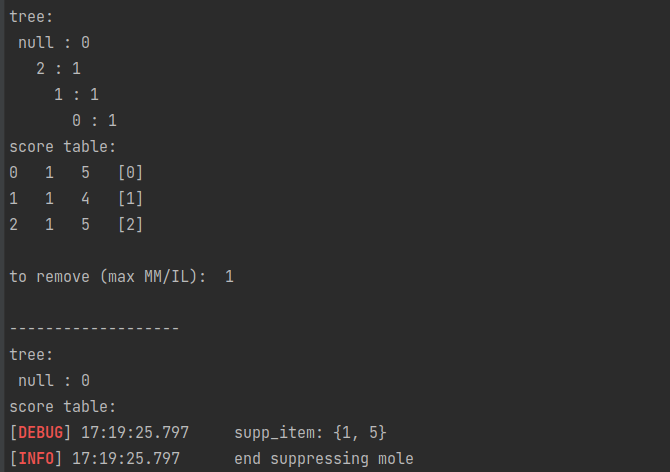 tree:
 null : 0
   2 : 1
     1 : 1
       0 : 1
score table:
0   1   5   [0]
1   1   4   [1]
2   1   5   [2]

to remove (max MM/IL):  1

-------------------
tree:
 null : 0
score table:
[DEBUG] 17:19:25.797     supp_item: {1, 5}
[INFO] 17:19:25.797      end suppressing mole